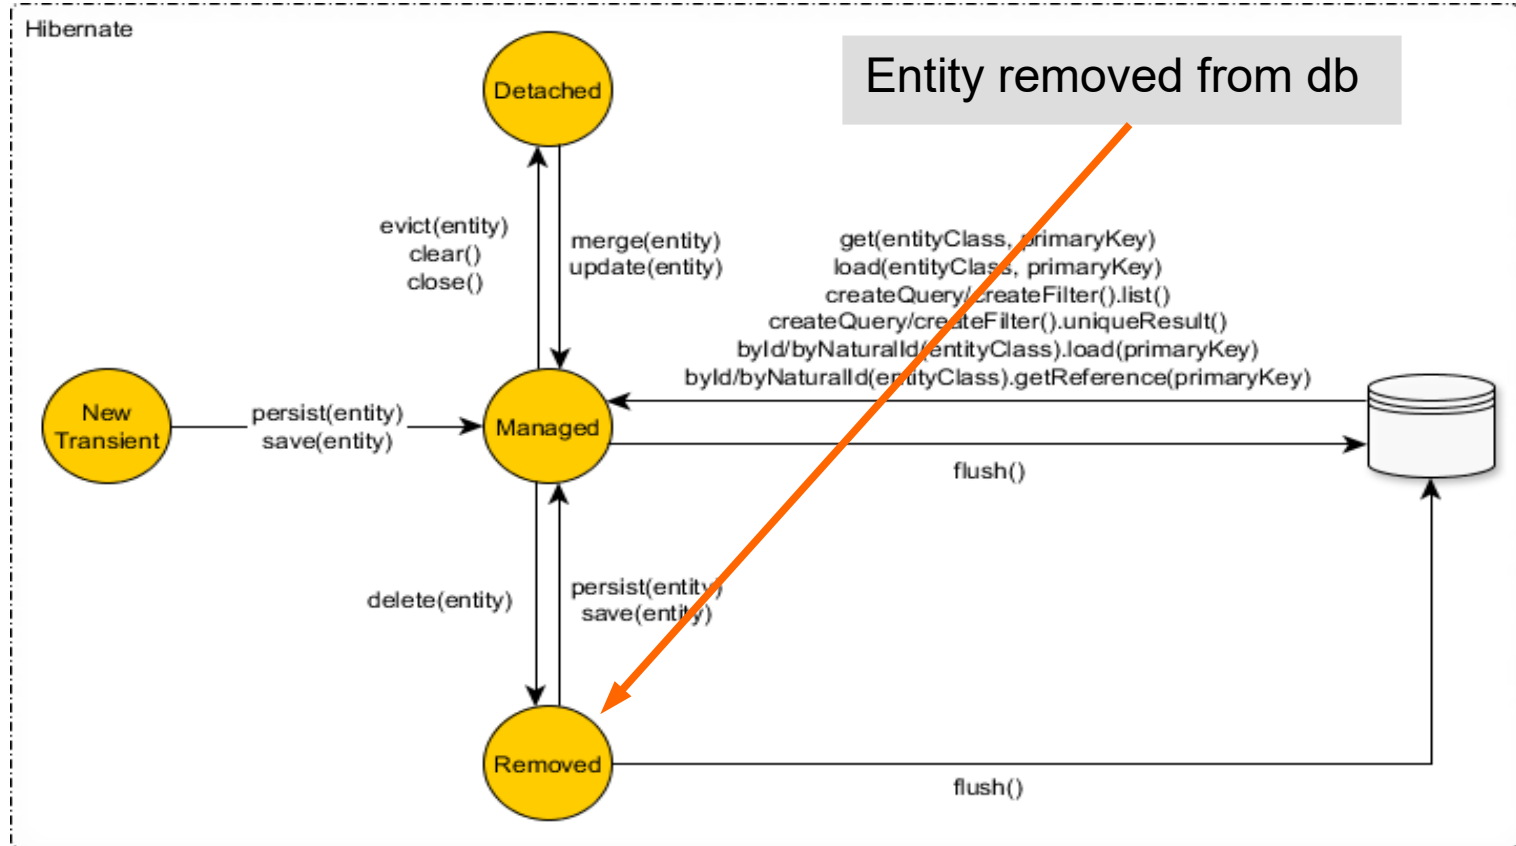 Hibernate
Entity removed from db
Detached
evict(entity)
clear()
close()
merge(entity)
update(entity)
get(entityClass, primaryKey)
load(entityClass, primaryKey)
createQuery/createFilter().list()
createQuery/createFilter().uniqueResult()
byId/byNaturalId(entityClass).load(primaryKey)
byId/byNaturalId(entityClass).getReference(primaryKey)
New
Transient
persist(entity)
save(entity)
Managed
flush()
delete(entity)
persist(entity)
save(entity)
Removed
flush()